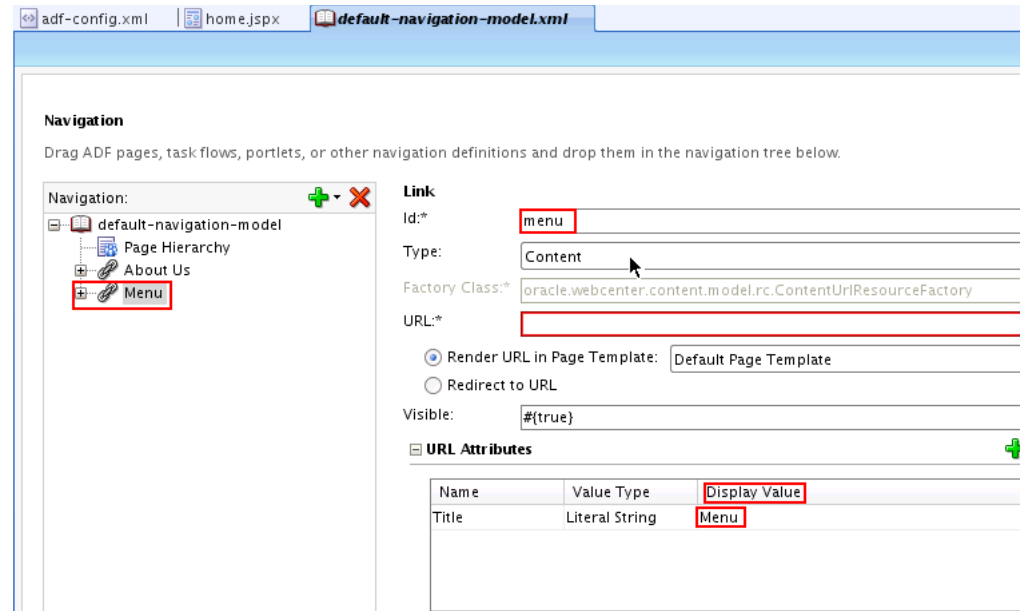 adf-config.xml home.jspx default-navigation-model.xml
Navigation
Drag ADF pages, task flows, portlets, or other navigation definitions and drop them in the navigation tree below.
Navigation:
default-navigation-model
Page Hierarchy
About Us
Menu
Link
Id:* menu
Type: Content
Factory Class:* oracle.webcenter.content.model.rc.ContentUrlResourceFactory
URL:*
Render URL in Page Template: Default Page Template
Redirect to URL
Visible: #{true}
URL Attributes
Name Value Type Display Value
Title Literal String Menu